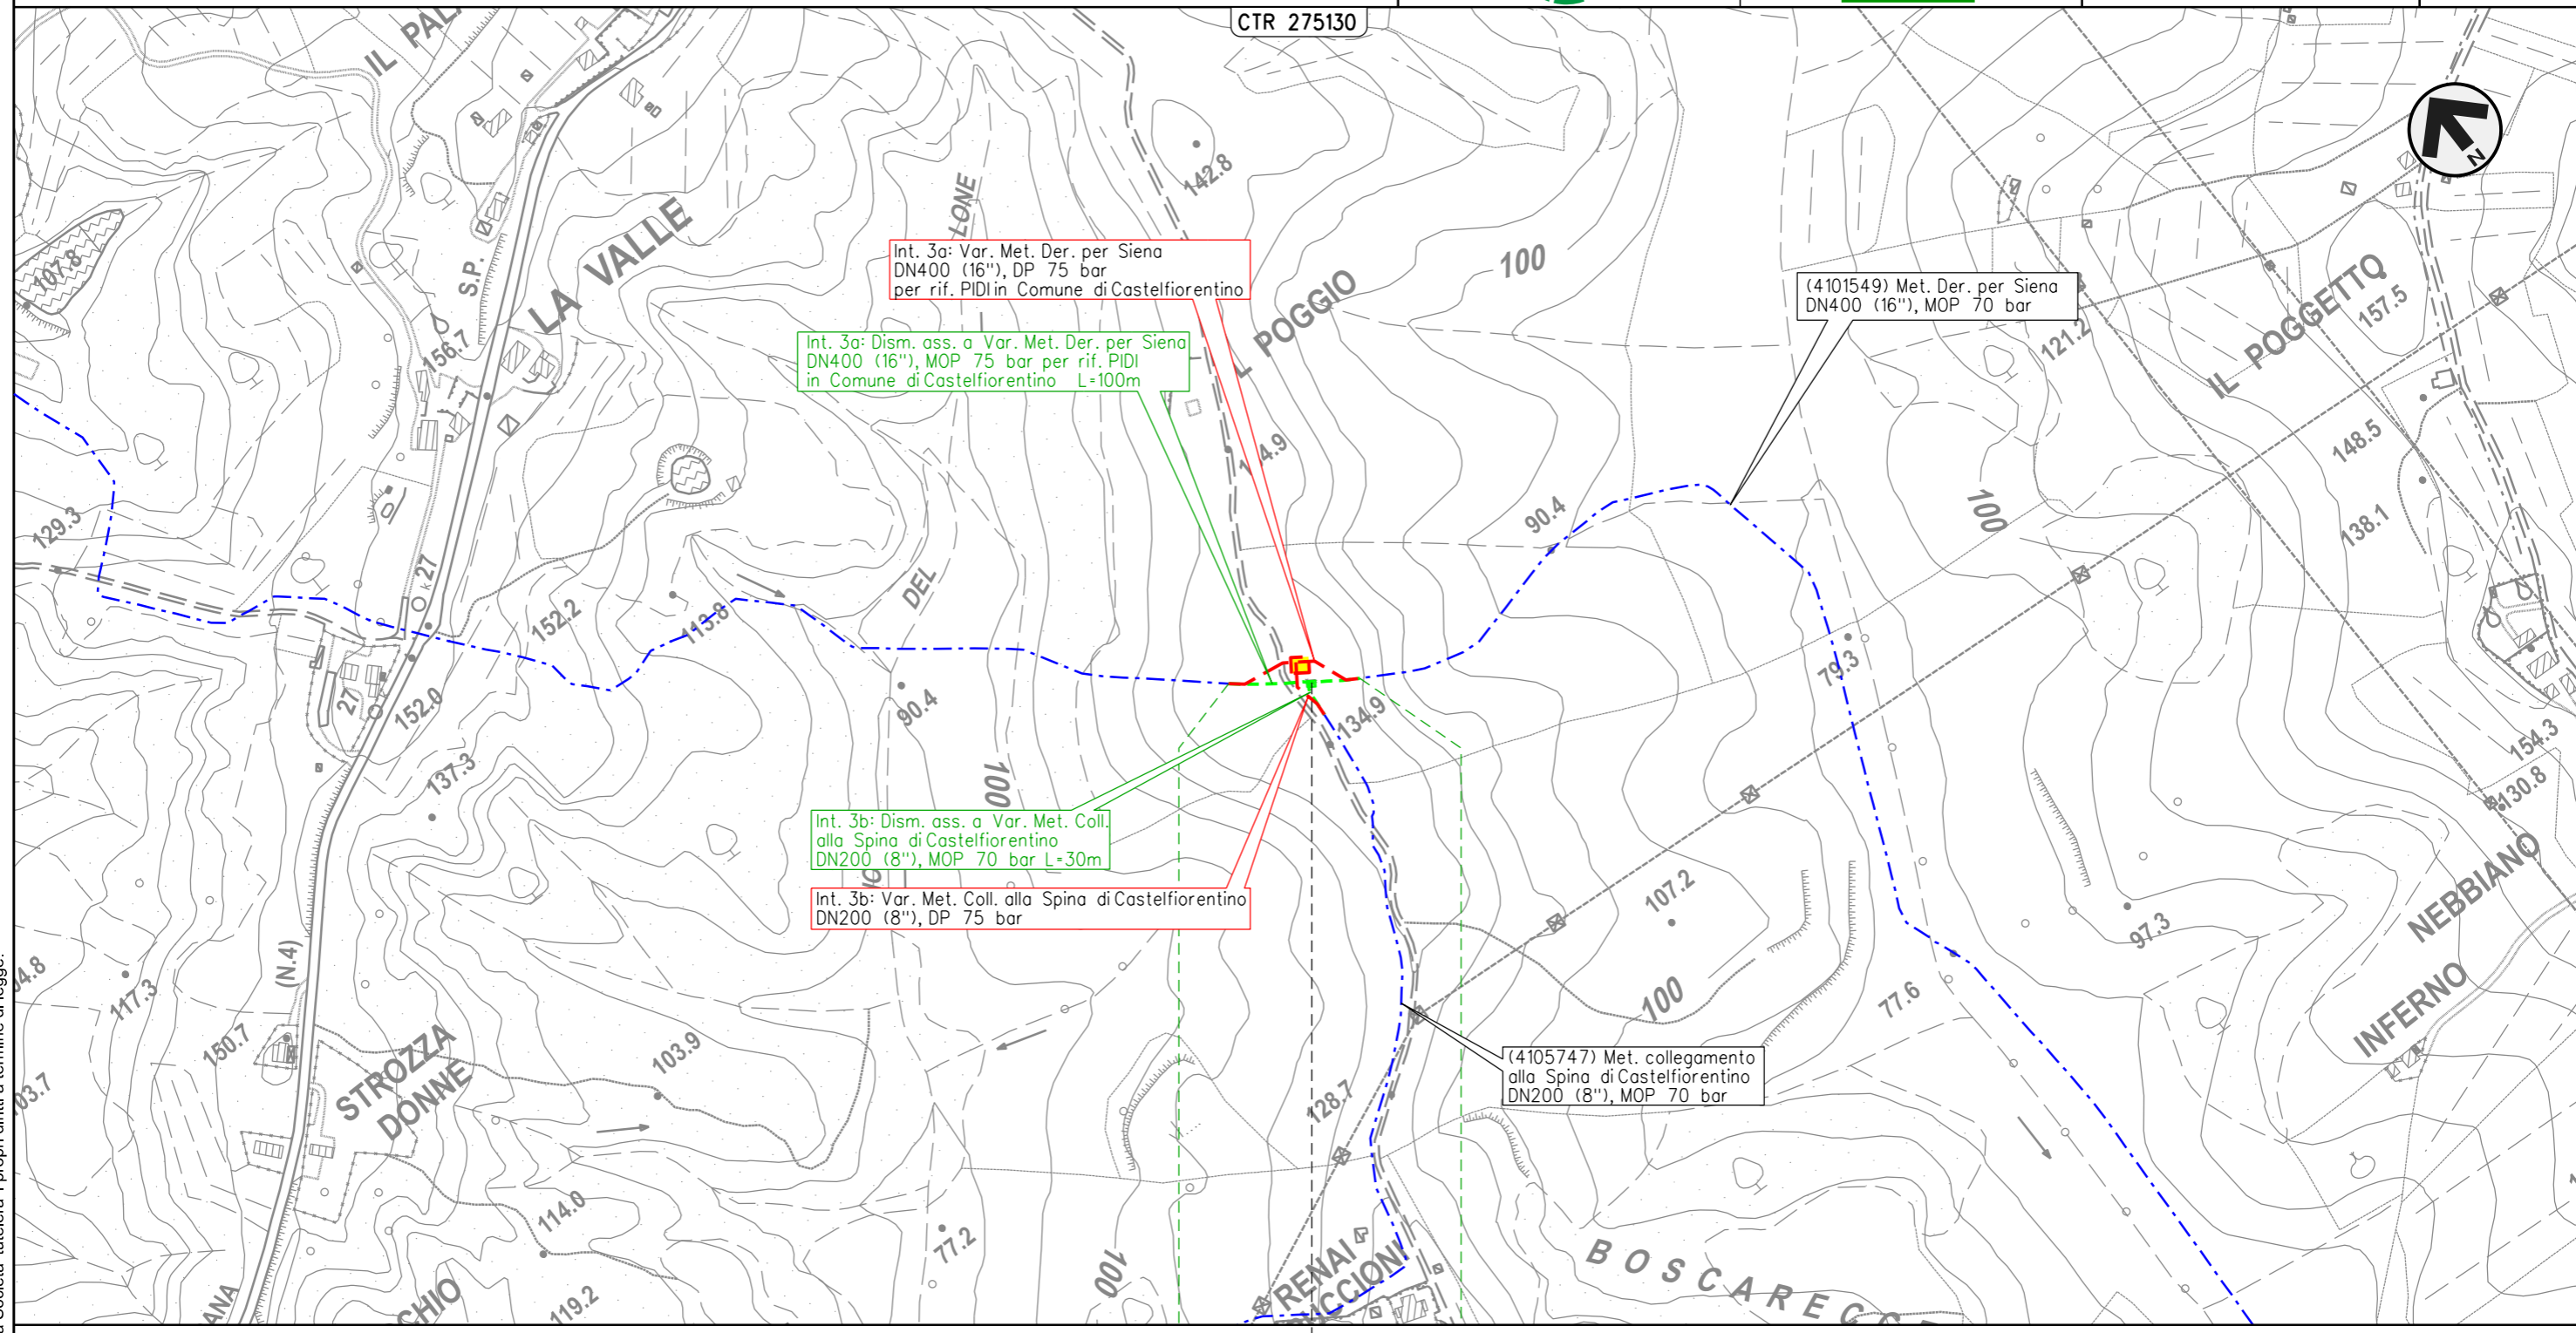 CTR 275130
IL
142.8
LONE
S.P.
LA VALLE
107.8
156.7
Int. 3a: Var. Met. Der. per Siena
DN400 (16"), DP 75 bar
per rif. PIDI in Comune di Castelfiorentino
Int. 3a: Dism. ass. a Var. Met. Der. per Siena
DN400 (16"), MOP 75 bar per rif. PIDI
in Comune di Castelfiorentino L=100m
POGGIO
100
(4101549) Met. Der. per Siena
DN400 (16"), MOP 70 bar
N
IL POGGETTO
157.5
121.2
148.5
138.1
129.3
k 27
152.2
113.8
DEL
90.4
100
79.3
27
152.0
137.3
90.4
134.9
154.3
130.8
100
Int. 3b: Dism. ass. a Var. Met. Coll.
alla Spina di Castelfiorentino
DN200 (8"), MOP 70 bar L=30m
Int. 3b: Var. Met. Coll. alla Spina di Castelfiorentino
DN200 (8"), DP 75 bar
107.2
97.3
NEBBIANO
INFERNO
(N.4)
117.3
150.7
STROZZA
DONNE
103.9
100
77.6
(4105747) Met. collegamento
alla Spina di Castelfiorentino
DN200 (8"), MOP 70 bar
128.7
114.0
77.2
100
119.2
RENAI